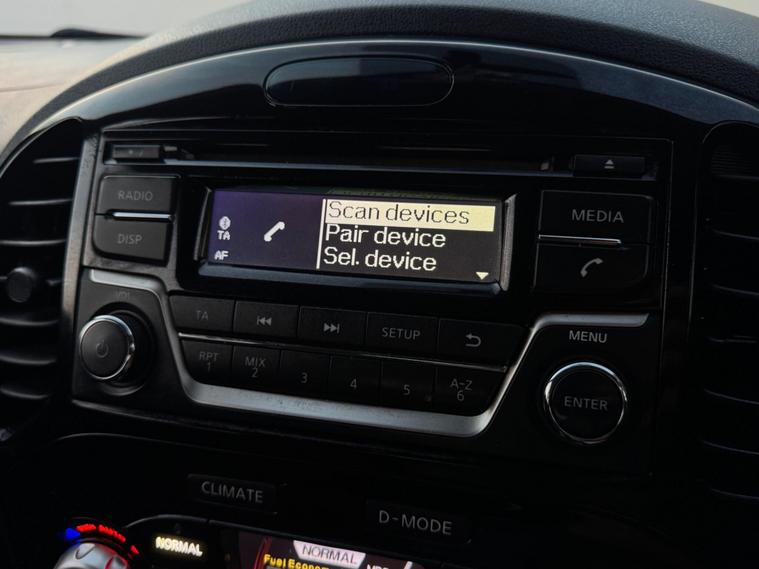 RADIO
MEDIA
DISP
Scan devices
Pair device
Sel. device
TA
AF
VOL
TA
SETUP
MENU
RPT
1
MIX
2
3
4
5
A-Z
6
ENTER
CLIMATE
D-MODE
NORMAL
NORMAL
Fuel Econom